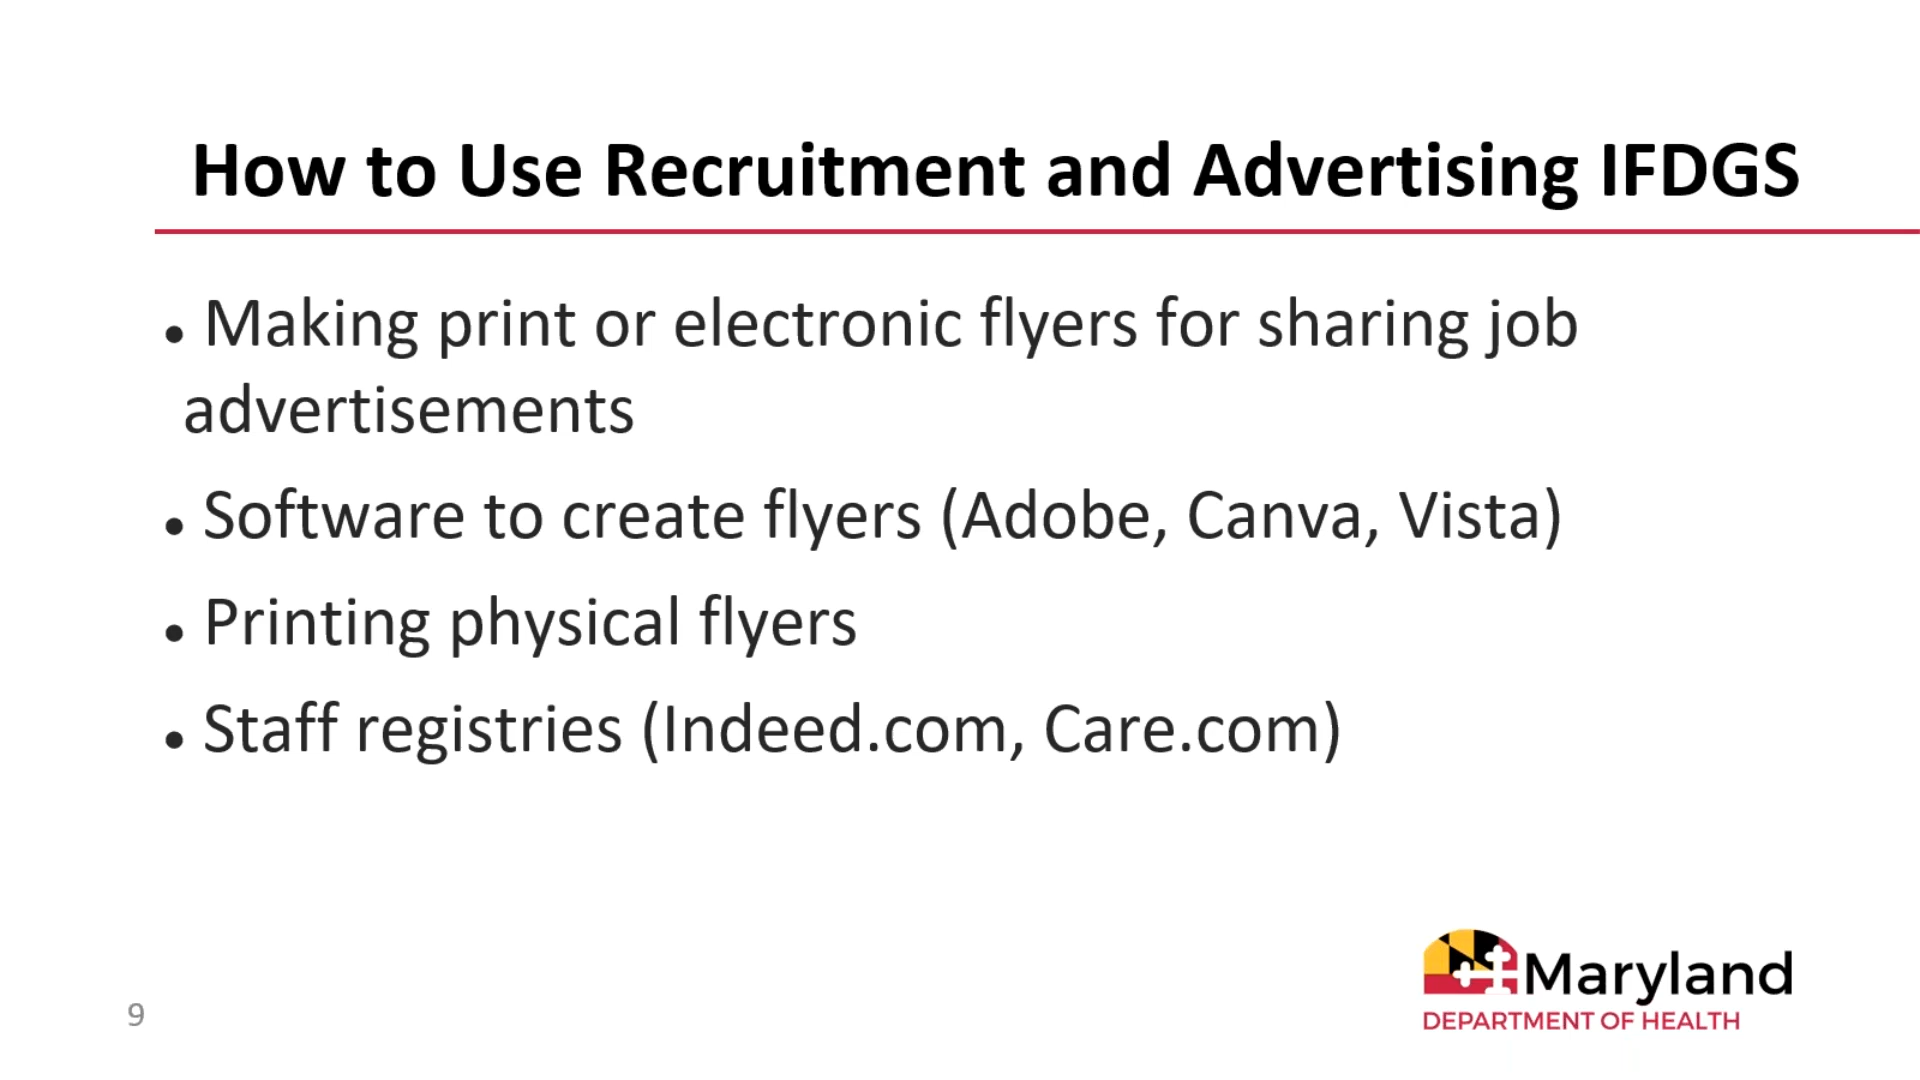 How to Use Recruitment and Advertising IFDGS
• Making print or electronic flyers for sharing job
advertisements
• Software to create flyers (Adobe, Canva, Vista)
• Printing physical flyers
• Staff registries (Indeed.com, Care.com)
9
Maryland
DEPARTMENT OF HEALTH